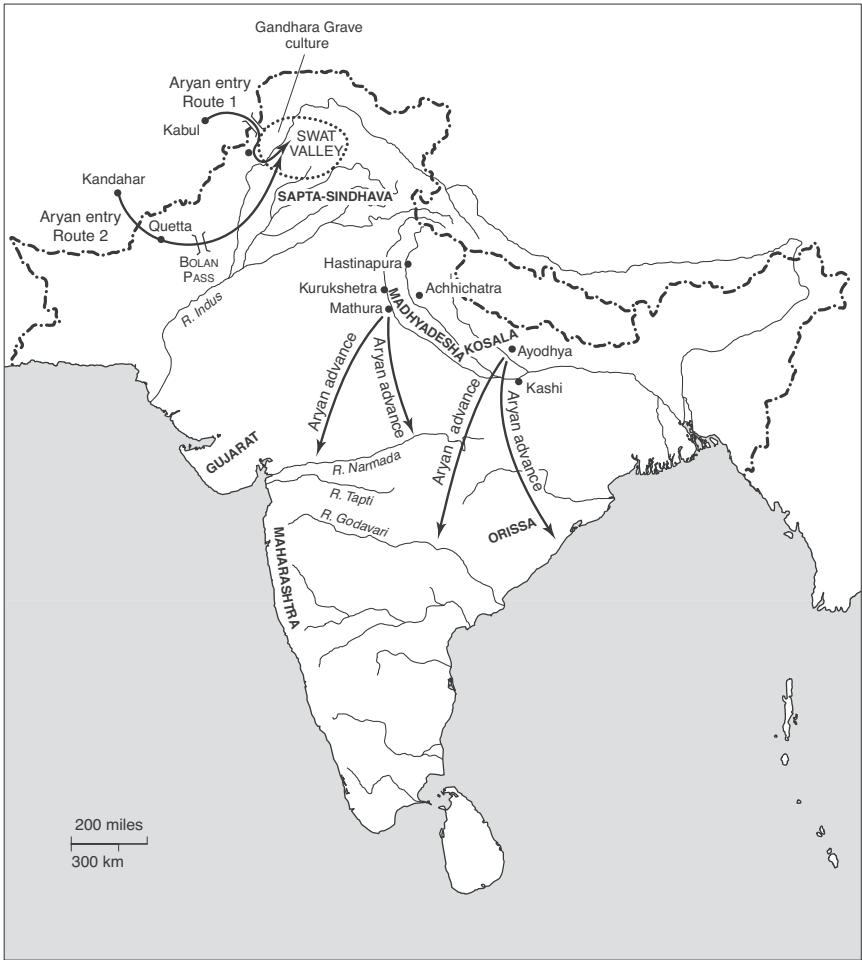 Gandhara Grave
culture
Aryan entry
Route 1
Kabul
SWAT
VALLEY
Kandahar
SAPTA-SINDHAVA
Aryan entry
Route 2
Quetta
BOLAN
PASS
Hastinapura
Kurukshetra
Achhichatra
R. Indus
Mathura
MADHYADESHA
KOSALA
Ayodhya
Kashi
Aryan advance
Aryan advance
Aryan advance
Aryan advance
GUJARAT
R. Narmada
R. Tapti
R. Godavari
ORISSA
MAHARASHTRA
200 miles
300 km